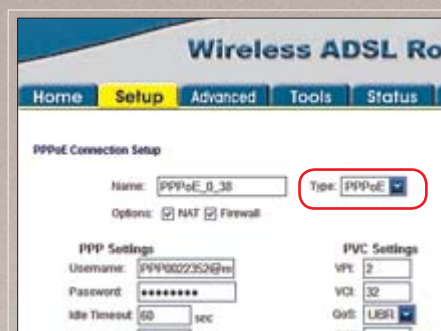 Wireless ADSL Ro
Home Setup Advanced Tools Status
PPPoE Connection Setup
Name: PPPoE_0_38 Type: PPPoE
Options: NAT Firewall
PPP Settings PVC Settings
Username: PPP0022352@m VPI: 2
Password: ●●●●●●●● VCI: 32
Idle Timeout: 60 sec QoS: UBR